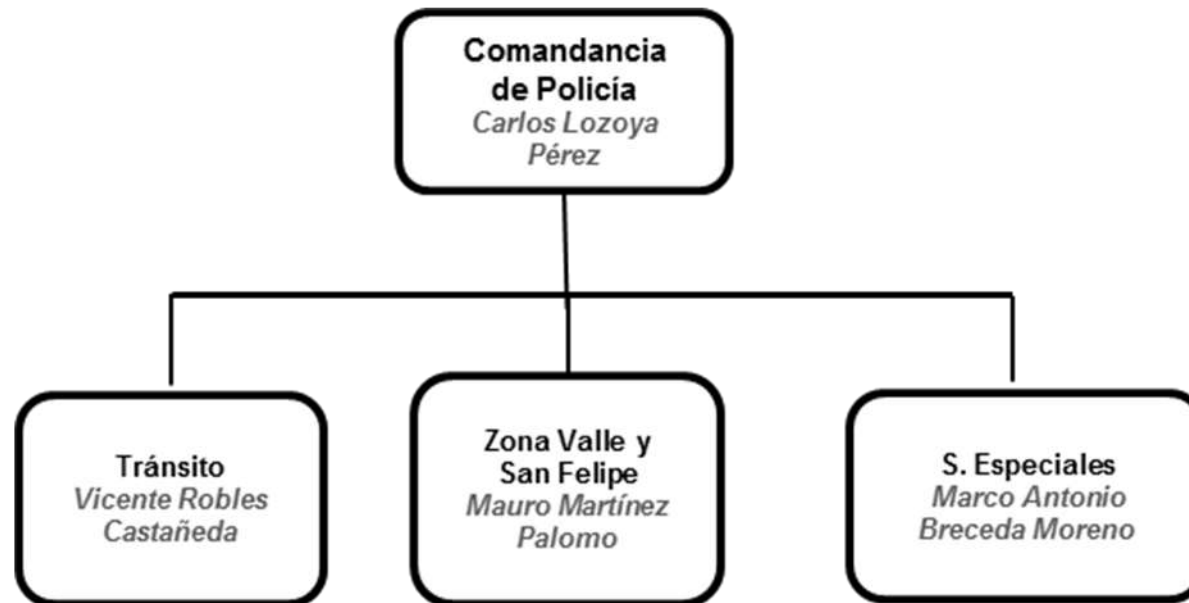 Comandancia
de Policía
Carlos Lozoya
Pérez
Tránsito
Vicente Robles
Castañeda
Zona Valle y
San Felipe
Mauro Martínez
Palomo
S. Especiales
Marco Antonio
Breceda Moreno